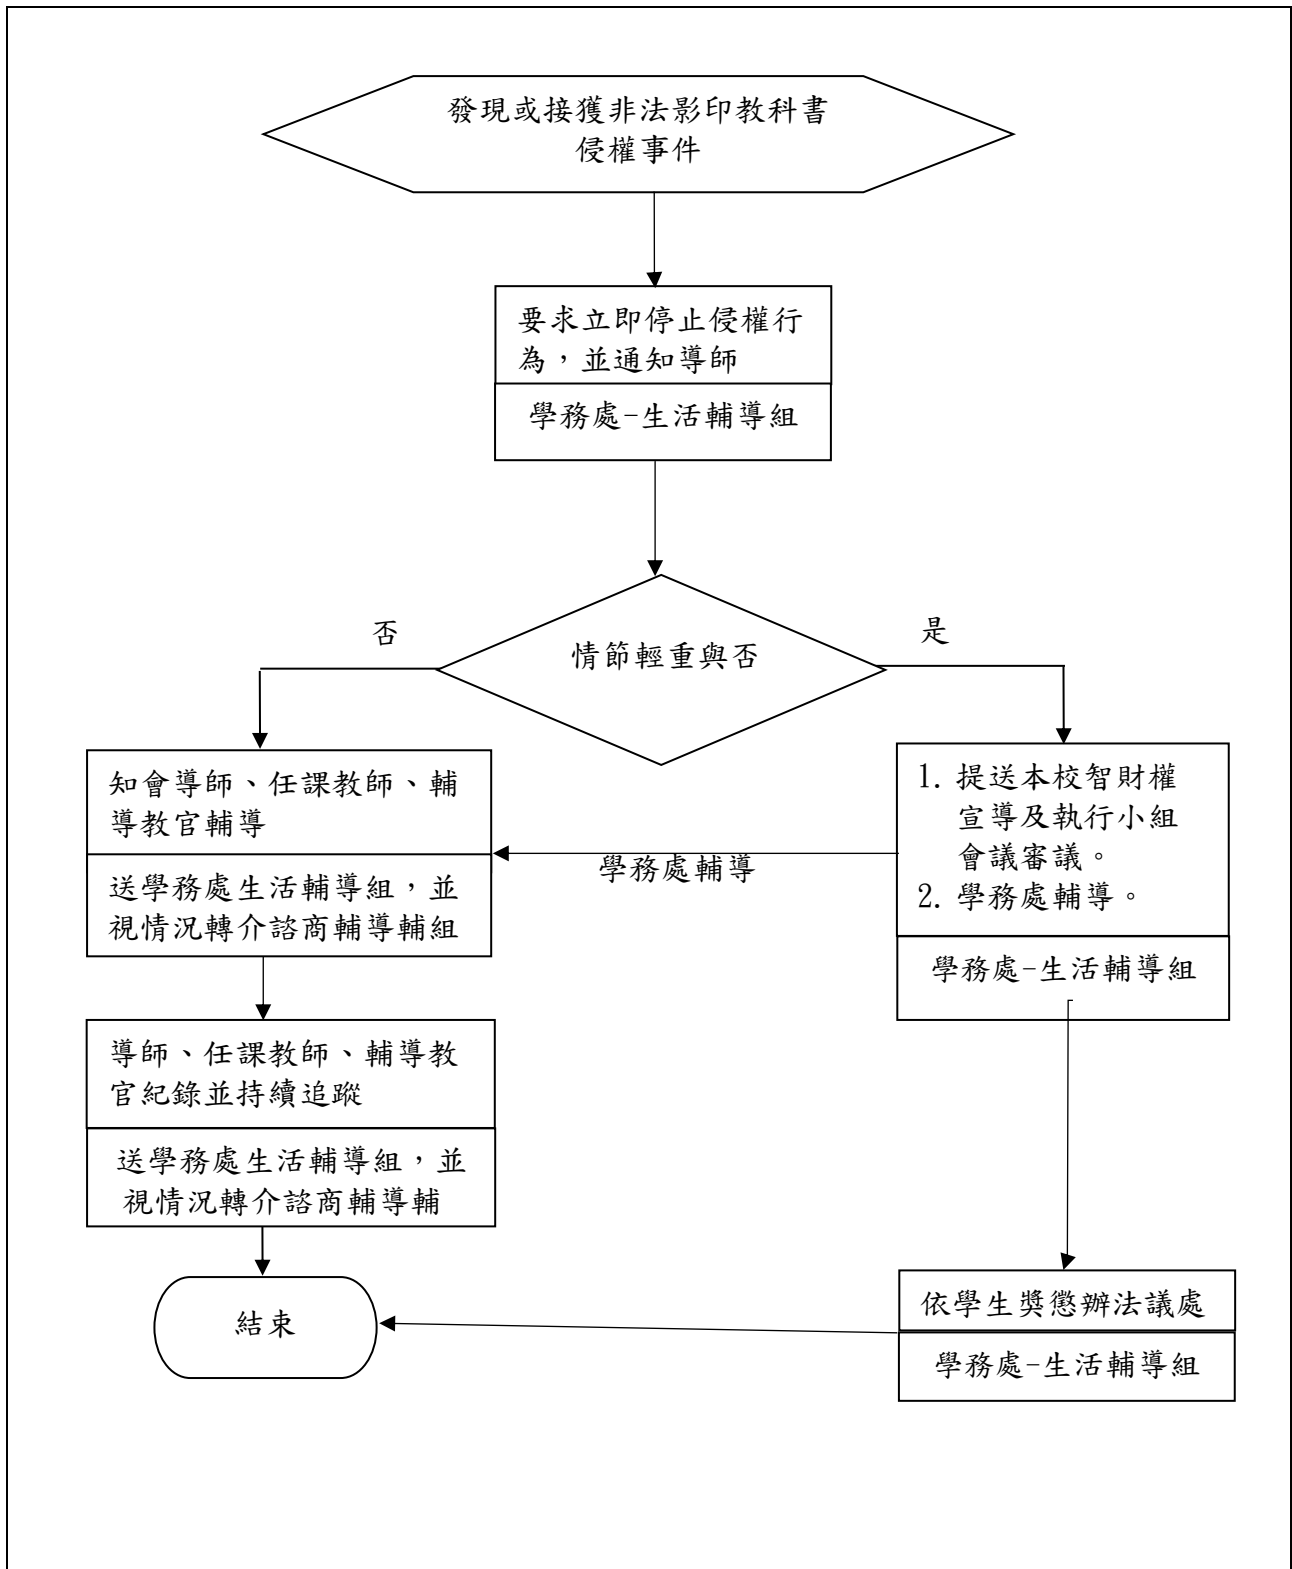 發現或接獲非法影印教科書
侵權事件
要求立即停止侵權行
為，並通知導師
學務處-生活輔導組
否
是
情節輕重與否
知會導師、任課教師、輔
導教官輔導
送學務處生活輔導組，並
視情況轉介諮商輔導輔組
學務處輔導
1. 提送本校智財權
宣導及執行小組
會議審議。
2. 學務處輔導。
學務處-生活輔導組
導師、任課教師、輔導教
官紀錄並持續追蹤
送學務處生活輔導組，並
視情況轉介諮商輔導輔
結束
依學生獎懲辦法議處
學務處-生活輔導組